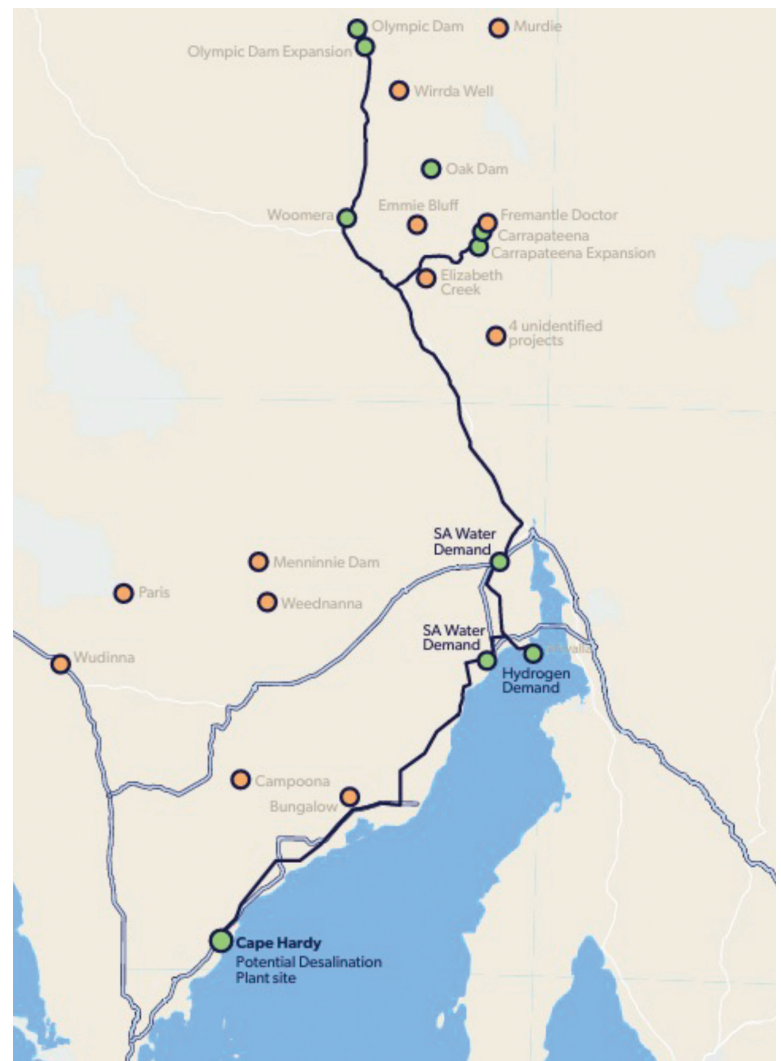 Olympic Dam
Murdie
Olympic Dam Expansion
Wirrda Well
Oak Dam
Emmie Bluff
Woomera
Fremantle Doctor
Carrapateena
Carrapateena Expansion
Elizabeth
Creek
4 unidentified
projects
SA Water
Demand
Menninnie Dam
Paris
Weednanna
SA Water
Demand
Wudinna
Hydrogen
Demand
Campoona
Bungalow
Cape Hardy
Potential Desalination
Plant site